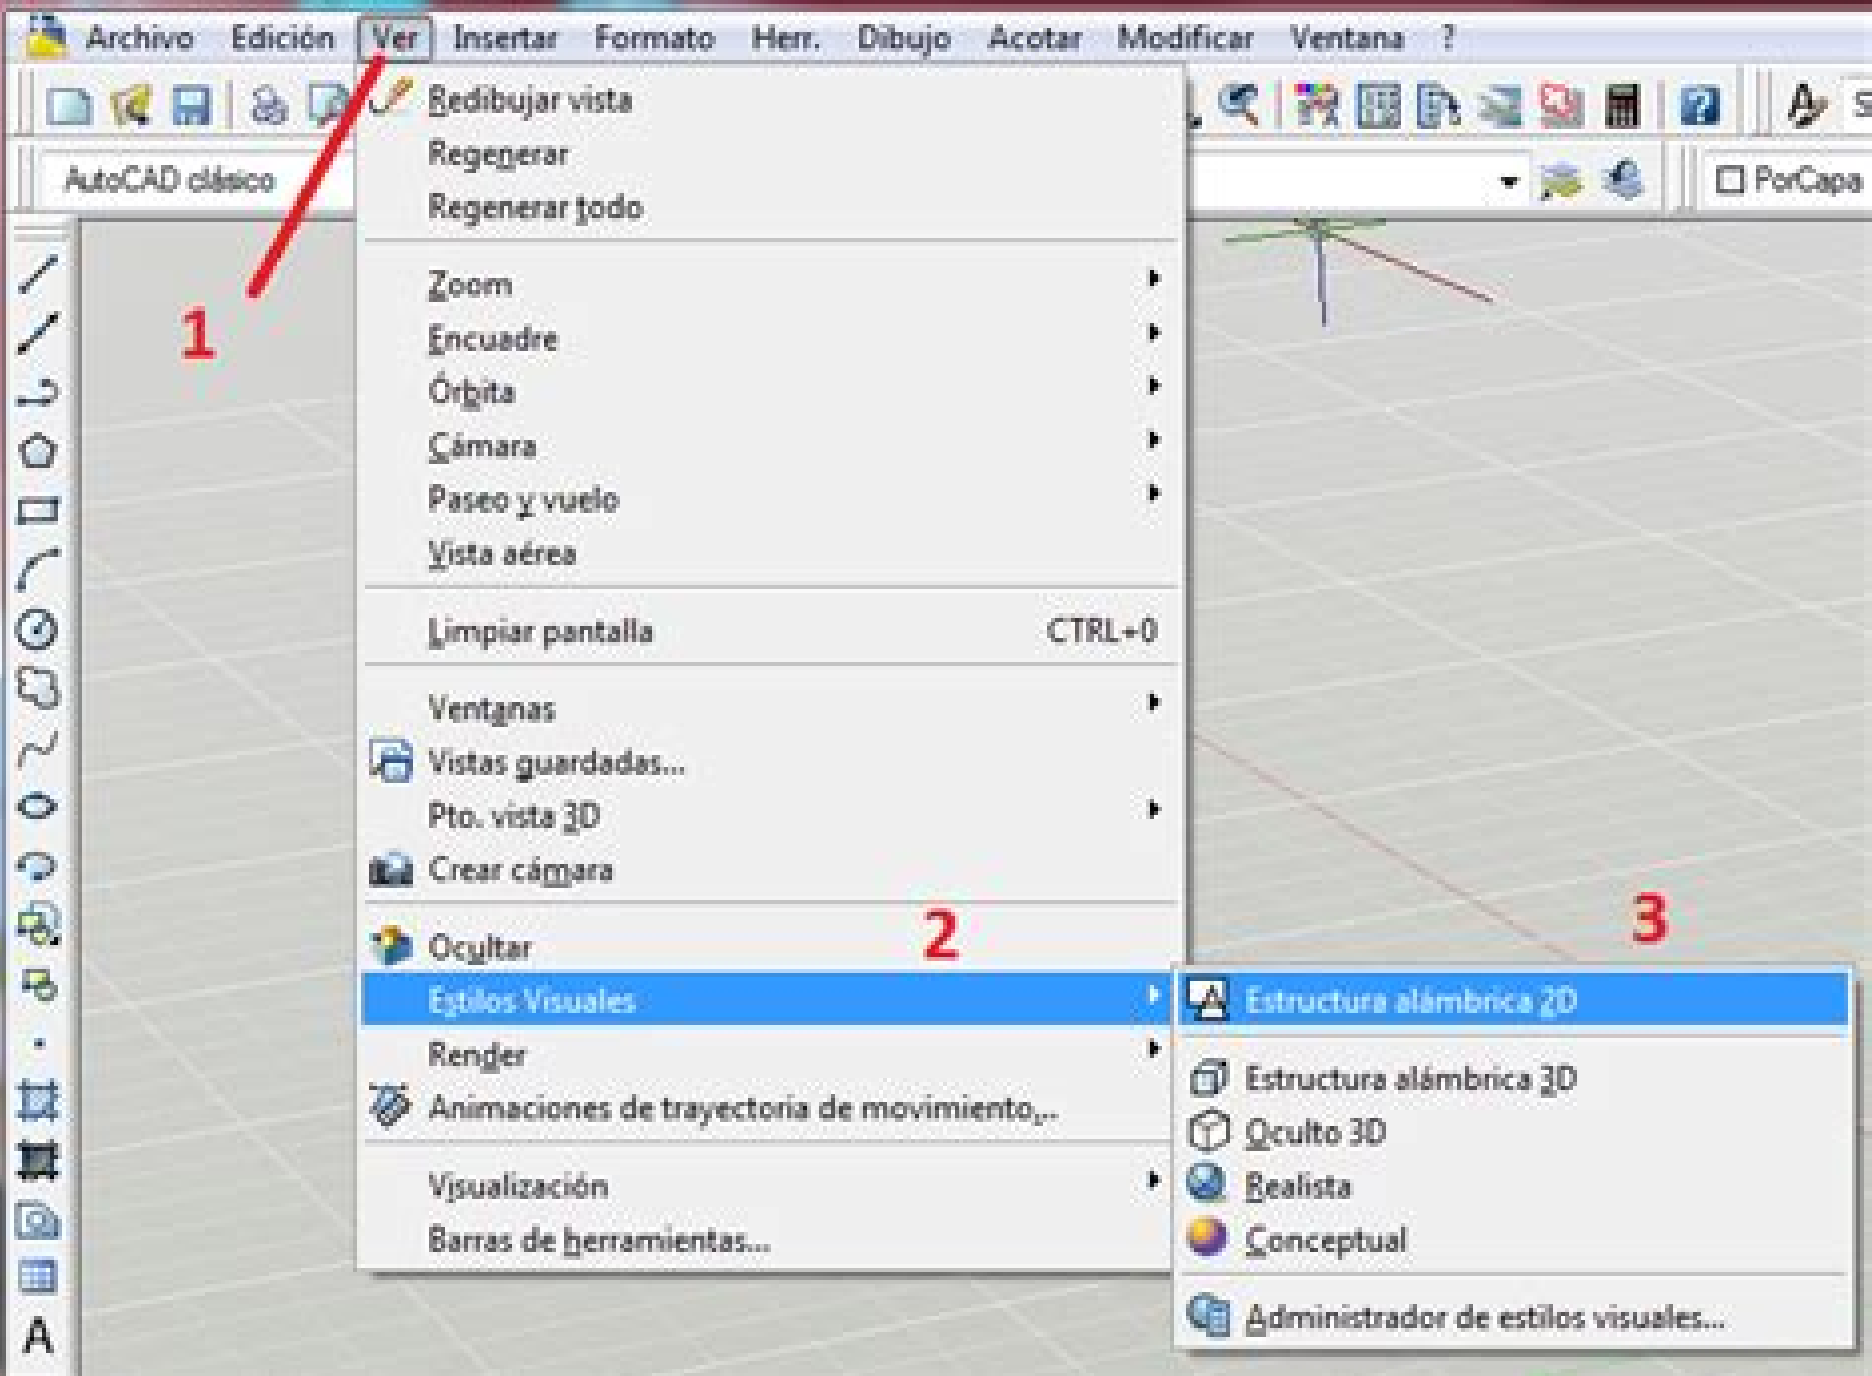 Archivo Edición Ver Insertar Formato Herr. Dibujo Acotar Modificar Ventana ?
AutoCAD clásico
PorCapa
Redibujar vista
Regenerar
Regenerar todo
Zoom
Encuadre
Órbita
Cámara
Paseo y vuelo
Vista aérea
Limpiar pantalla CTRL+0
Ventanas
Vistas guardadas...
Pto. vista 3D
Crear cámara
Ocultar
Estilos Visuales
Render
Animaciones de trayectoria de movimiento...
Visualización
Barras de herramientas...
Estructura alámbrica 2D
Estructura alámbrica 3D
Oculto 3D
Realista
Conceptual
Administrador de estilos visuales...
1
2
3
A